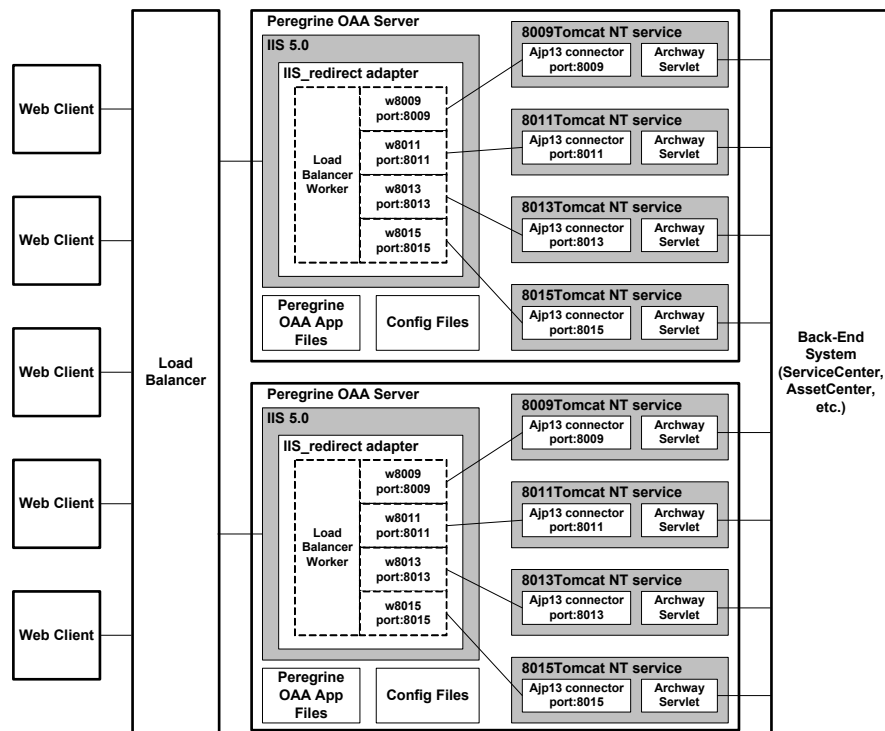 Web Client
Web Client
Web Client
Web Client
Web Client
Load
Balancer
Peregrine OAA Server
IIS 5.0
IIS_redirect adapter
Load
Balancer
Worker
w8009
port:8009
w8011
port:8011
w8013
port:8013
w8015
port:8015
Peregrine
OAA App
Files
Config Files
8009Tomcat NT service
Ajp13 connector
port:8009
Archway
Servlet
8011Tomcat NT service
Ajp13 connector
port:8011
Archway
Servlet
8013Tomcat NT service
Ajp13 connector
port:8013
Archway
Servlet
8015Tomcat NT service
Ajp13 connector
port:8015
Archway
Servlet
Peregrine OAA Server
IIS 5.0
IIS_redirect adapter
Load
Balancer
Worker
w8009
port:8009
w8011
port:8011
w8013
port:8013
w8015
port:8015
Peregrine
OAA App
Files
Config Files
8009Tomcat NT service
Ajp13 connector
port:8009
Archway
Servlet
8011Tomcat NT service
Ajp13 connector
port:8011
Archway
Servlet
8013Tomcat NT service
Ajp13 connector
port:8013
Archway
Servlet
8015Tomcat NT service
Ajp13 connector
port:8015
Archway
Servlet
Back-End
System
(ServiceCenter,
AssetCenter,
etc.)